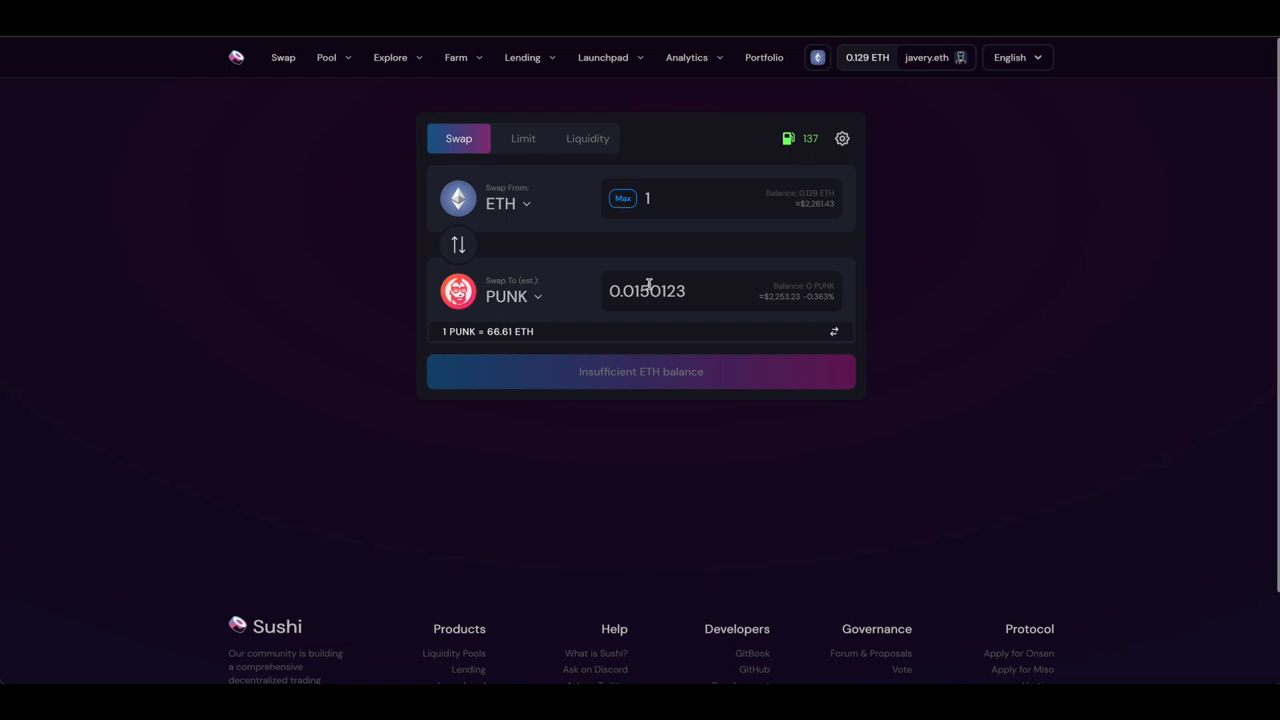 Swap Pool Explore Farm Lending Launchpad Analytics Portfolio 0.129 ETH javery.eth English
Swap Limit Liquidity 137
Swap From:
ETH
Max 1
Balance: 0.129 ETH
≈$2,261.43
Swap To (est.):
PUNK
0.0150123
Balance: 0 PUNK
≈$2,253.23 -0.363%
1 PUNK = 66.61 ETH
Insufficient ETH balance
Sushi Products Help Developers Governance Protocol
Our community is building Liquidity Pools What is Sushi? GitBook Forum & Proposals Apply for Onsen
a comprehensive Lending Ask on Discord GitHub Vote Apply for Miso
decentralized trading